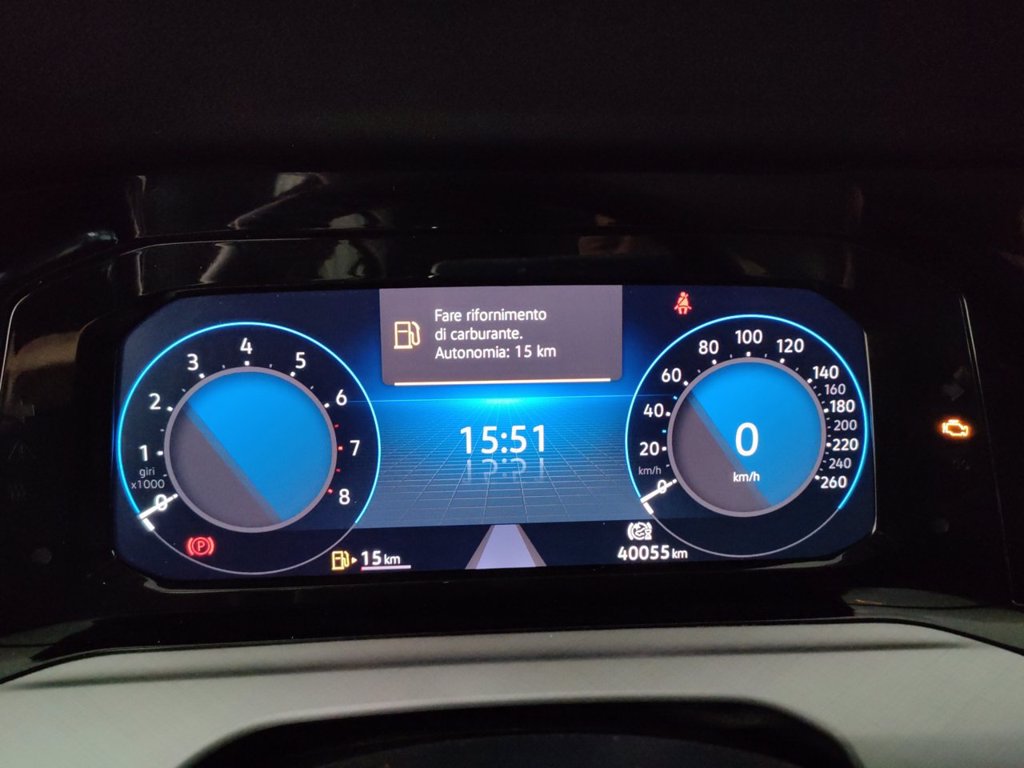 Fare rifornimento
di carburante.
Autonomia: 15 km
0
1
2
3
4
5
6
7
8
giri
x1000
15:51
0
20
40
60
80
100
120
140
160
180
200
220
240
260
km/h
0
km/h
P
15 km
40055 km